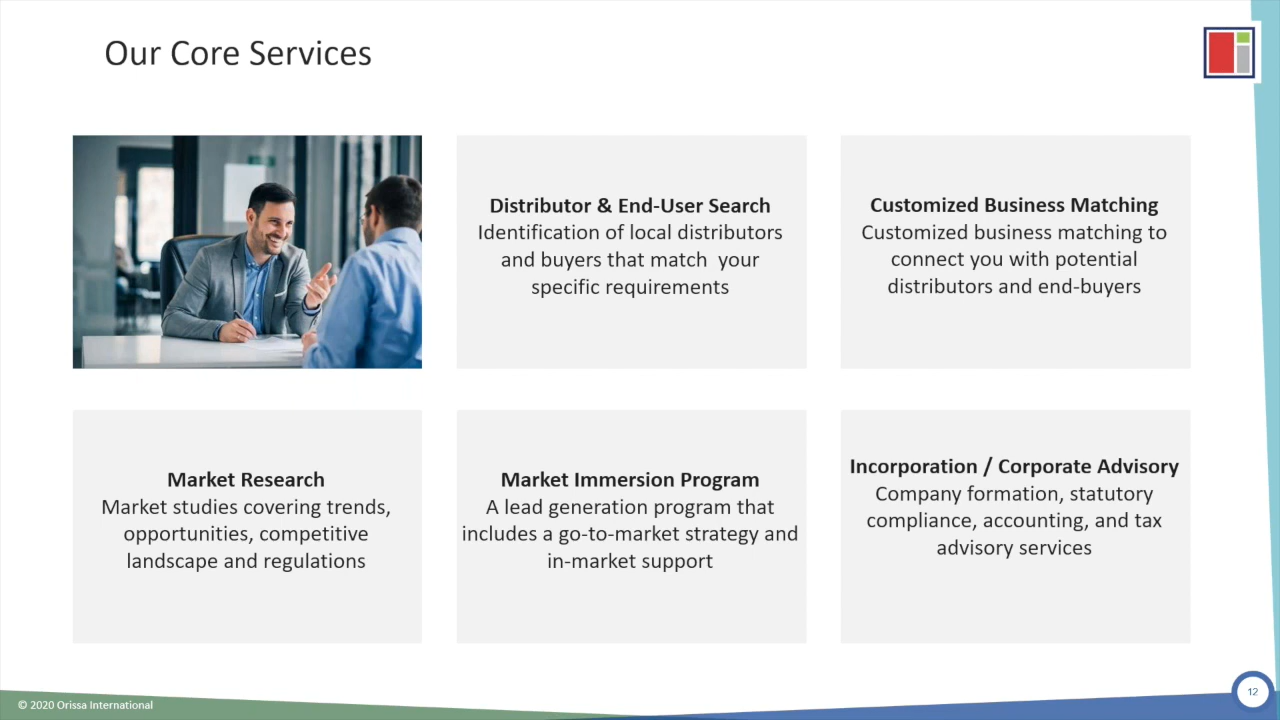 Our Core Services
Distributor & End-User Search
Identification of local distributors
and buyers that match  your
specific requirements
Customized Business Matching
Customized business matching to
connect you with potential
distributors and end-buyers
Market Research
Market studies covering trends,
opportunities, competitive
landscape and regulations
Market Immersion Program
A lead generation program that
includes a go-to-market strategy and
in-market support
Incorporation / Corporate Advisory
Company formation, statutory
compliance, accounting, and tax
advisory services
© 2020 Orissa International
12